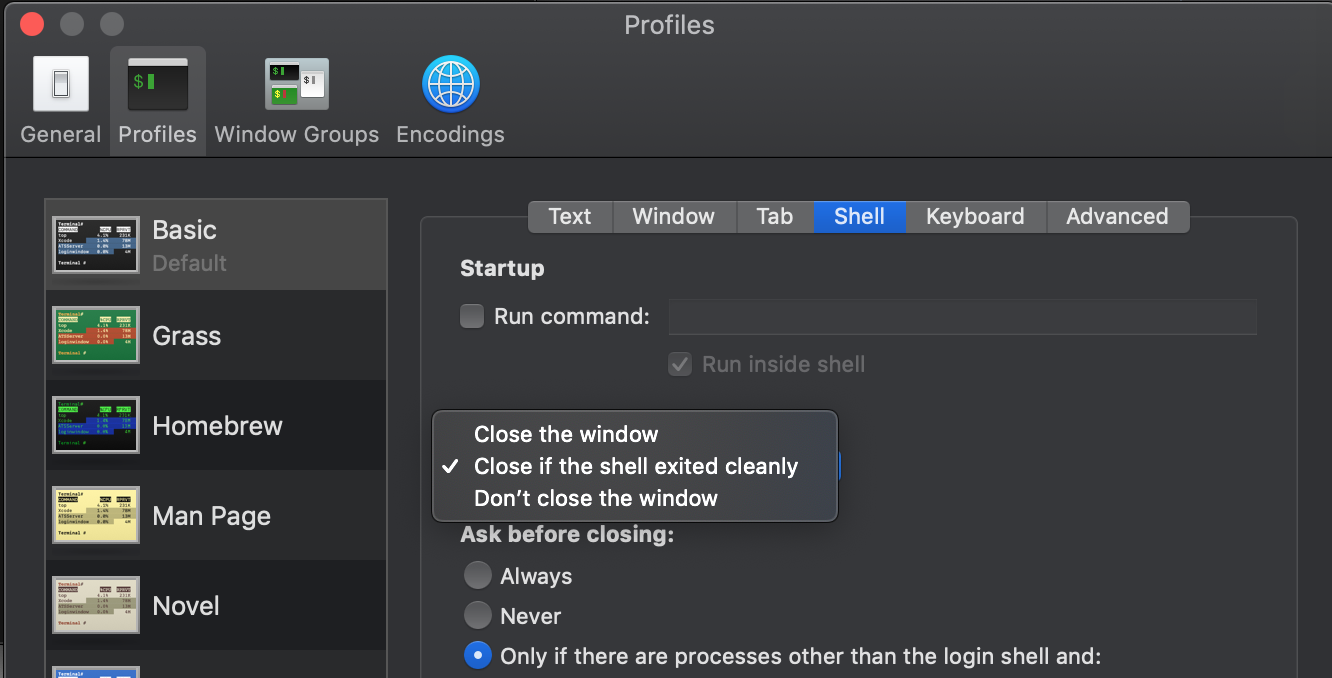 Profiles
General
Profiles
Window Groups
Encodings
Basic
Default
Grass
Homebrew
Man Page
Novel
Text
Window
Tab
Shell
Keyboard
Advanced
Startup
Run command:
Run inside shell
Close the window
Close if the shell exited cleanly
Don’t close the window
Ask before closing:
Always
Never
Only if there are processes other than the login shell and: